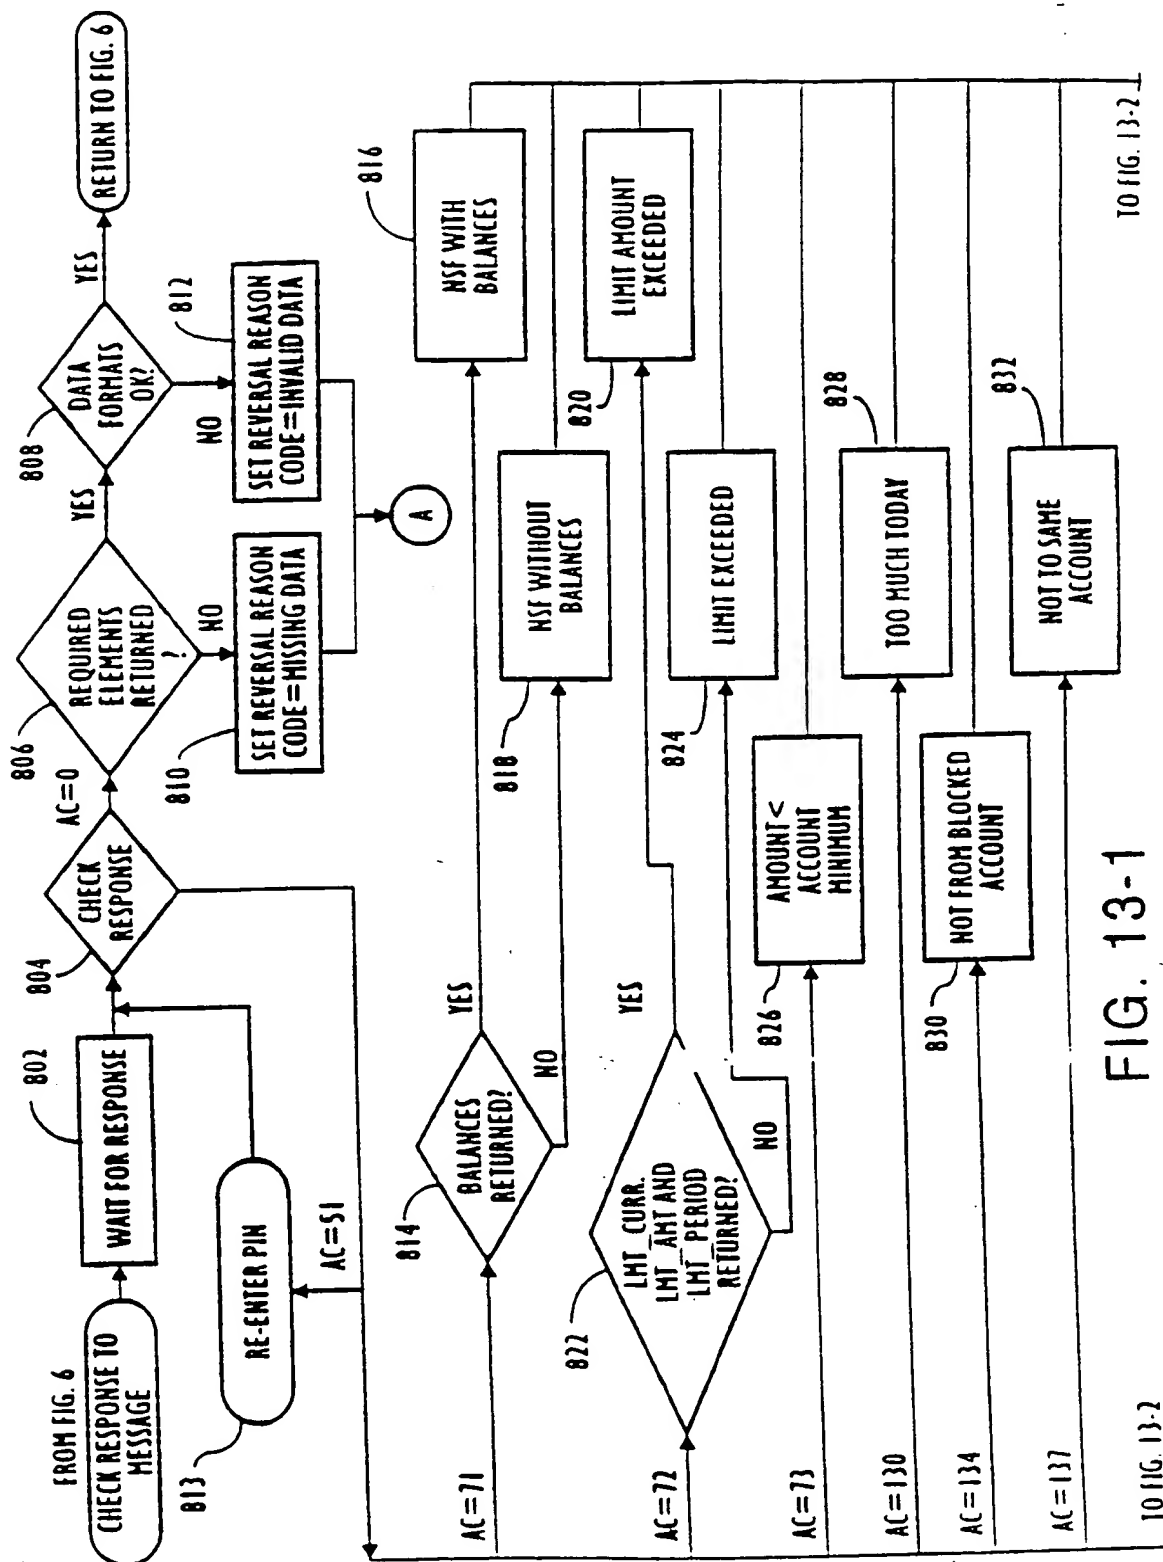 FROM FIG. 6
CHECK RESPONSE TO
MESSAGE
802
WAIT FOR RESPONSE
804
CHECK
RESPONSE
AC=0
806
REQUIRED
ELEMENTS
RETURNED
?
YES
808
DATA
FORMATS
OK?
YES
RETURN TO FIG. 6
813
RE-ENTER PIN
AC=51
NO
810
SET REVERSAL REASON
CODE=MISSING DATA
NO
812
SET REVERSAL REASON
CODE=INVALID DATA
A
AC=71
814
BALANCES
RETURNED?
YES
816
NSF WITH
BALANCES
NO
818
NSF WITHOUT
BALANCES
AC=72
822
LMT_CURR.
LMT_AMT AND
LMT_PERIOD
RETURNED?
YES
820
LIMIT AMOUNT
EXCEEDED
NO
824
LIMIT EXCEEDED
AC=73
826
AMOUNT <
ACCOUNT
MINIMUM
AC=130
828
TOO MUCH TODAY
AC=134
830
NOT FROM BLOCKED
ACCOUNT
AC=137
832
NOT TO SAME
ACCOUNT
TO FIG. 13-2
TO FIG. 13-2
FIG. 13-1